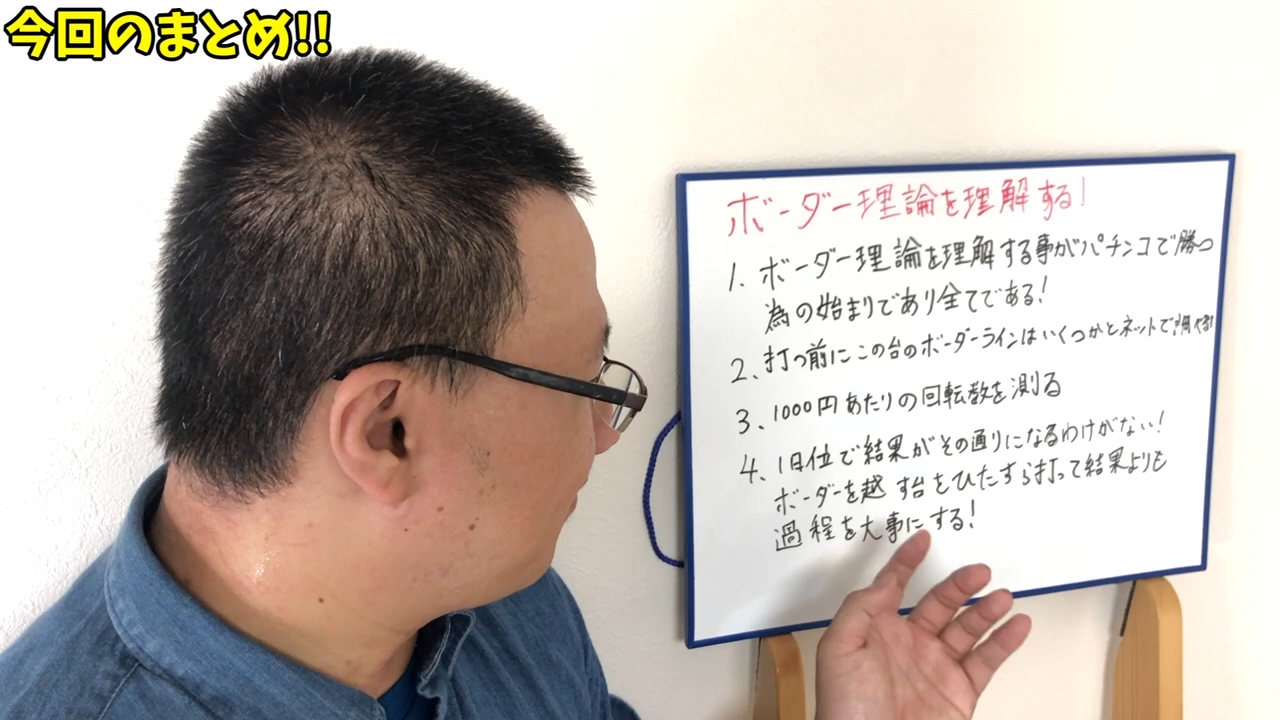 今回のまとめ!!
ボーダー理論を理解する!
1. ボーダー理論を理解する事がパチンコで勝つ
為の始まりであり全てである!
2、打つ前にこの台のボーダーラインはいくつかとネットで調べる!
3、1000円あたりの回転数を測る
4、1日位で結果がその通りになるわけがない!
ボーダーを越す台をひたすら打って結果よりも
過程を大事にする!